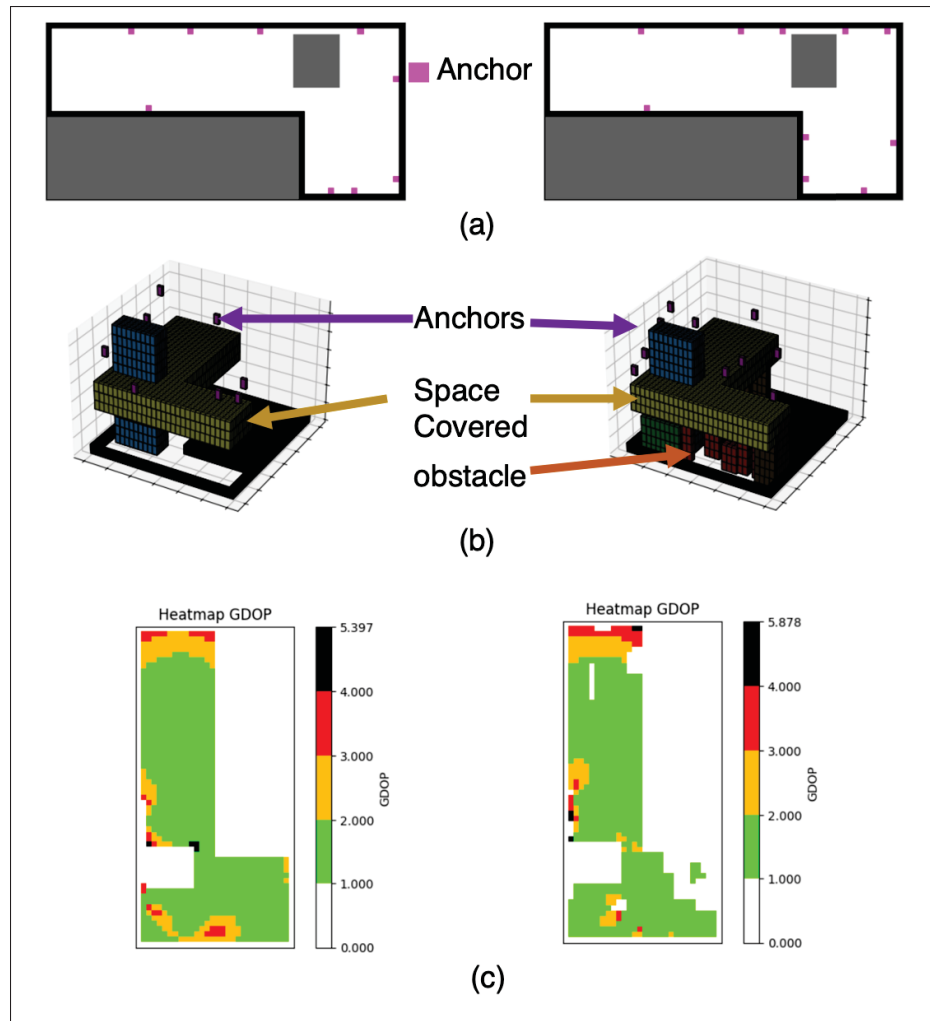 Anchor
(a)
Anchors
Space
Covered
obstacle
(b)
Heatmap GDOP
5.397
4.000
3.000
2.000
1.000
0.000
GDOP
Heatmap GDOP
5.878
4.000
3.000
2.000
1.000
0.000
GDOP
(c)